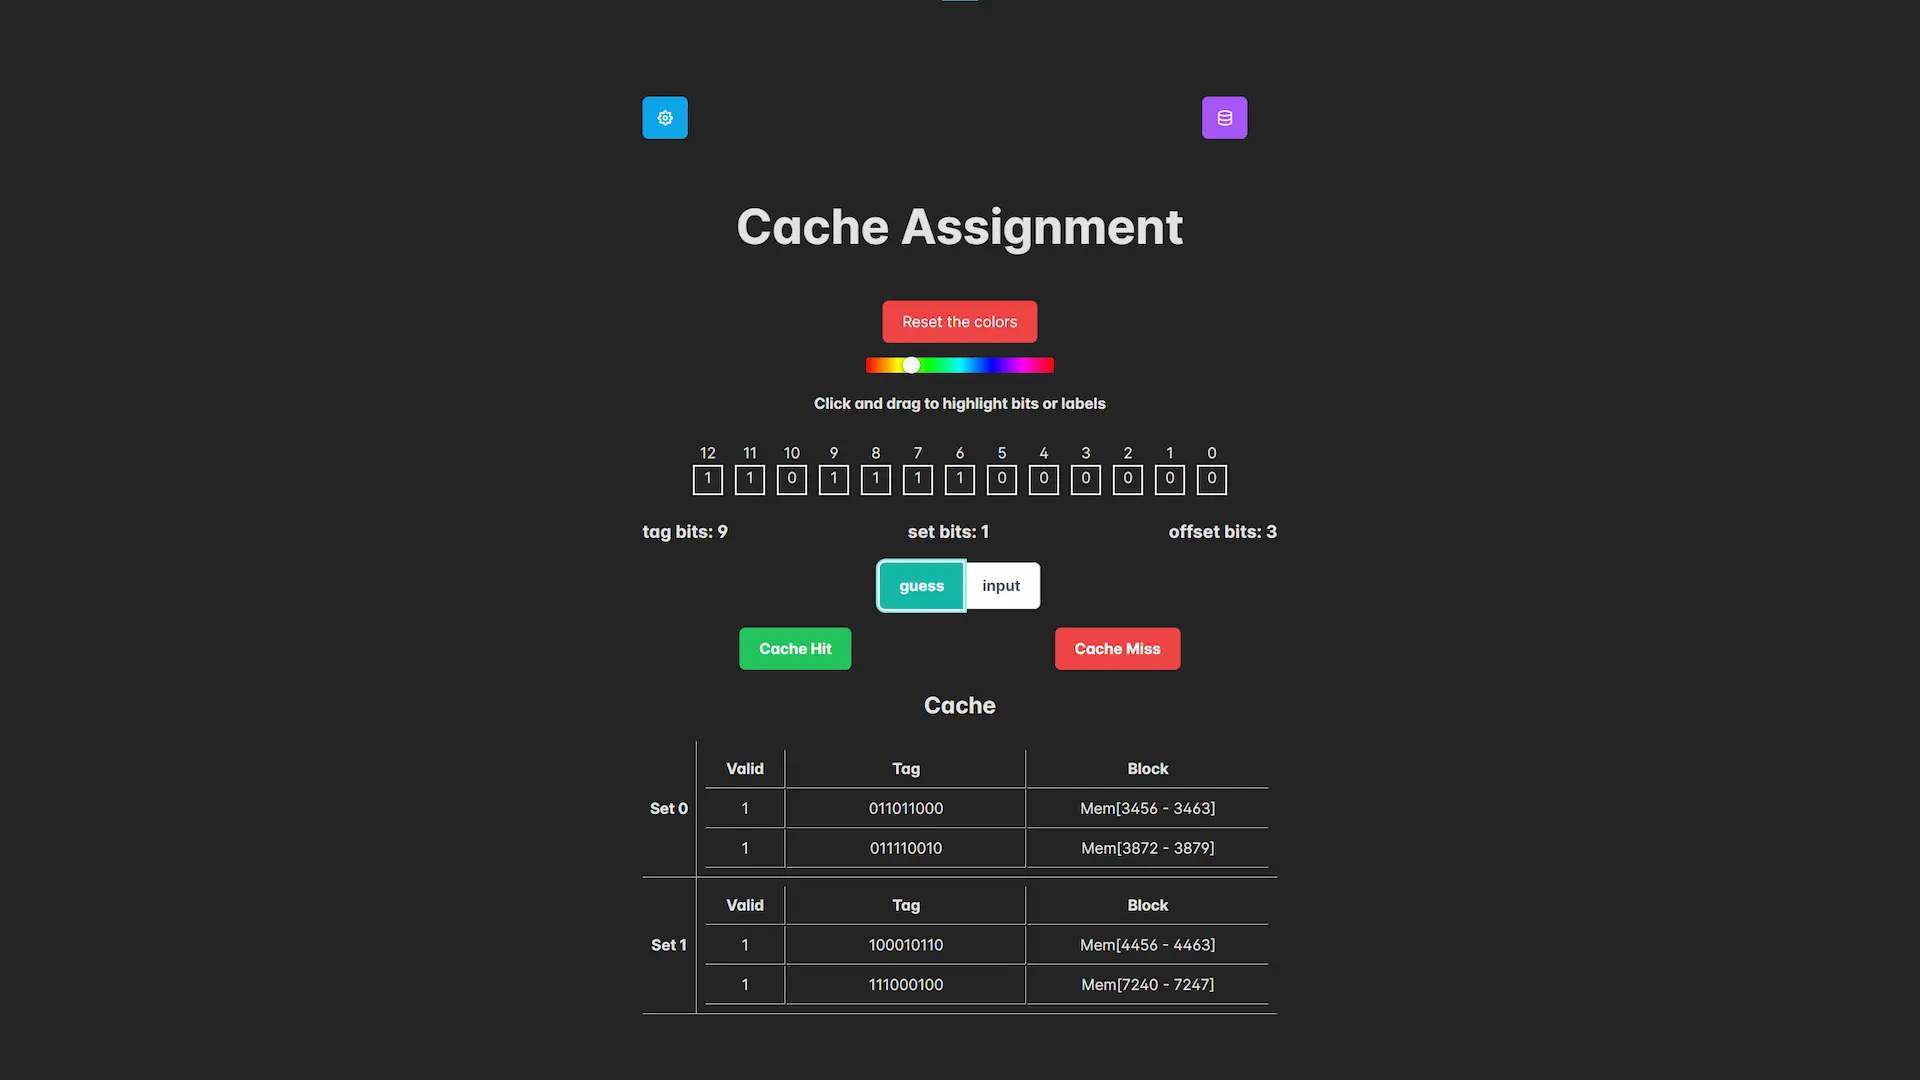 Cache Assignment
Reset the colors
Click and drag to highlight bits or labels
12 11 10 9 8 7 6 5 4 3 2 1 0
1 1 0 1 1 1 1 0 0 0 0 0 0
tag bits: 9 set bits: 1 offset bits: 3
guess input
Cache Hit Cache Miss
Cache
Valid Tag Block
Set 0 1 011011000 Mem[3456 - 3463]
1 011110010 Mem[3872 - 3879]
Valid Tag Block
Set 1 1 100010110 Mem[4456 - 4463]
1 111000100 Mem[7240 - 7247]